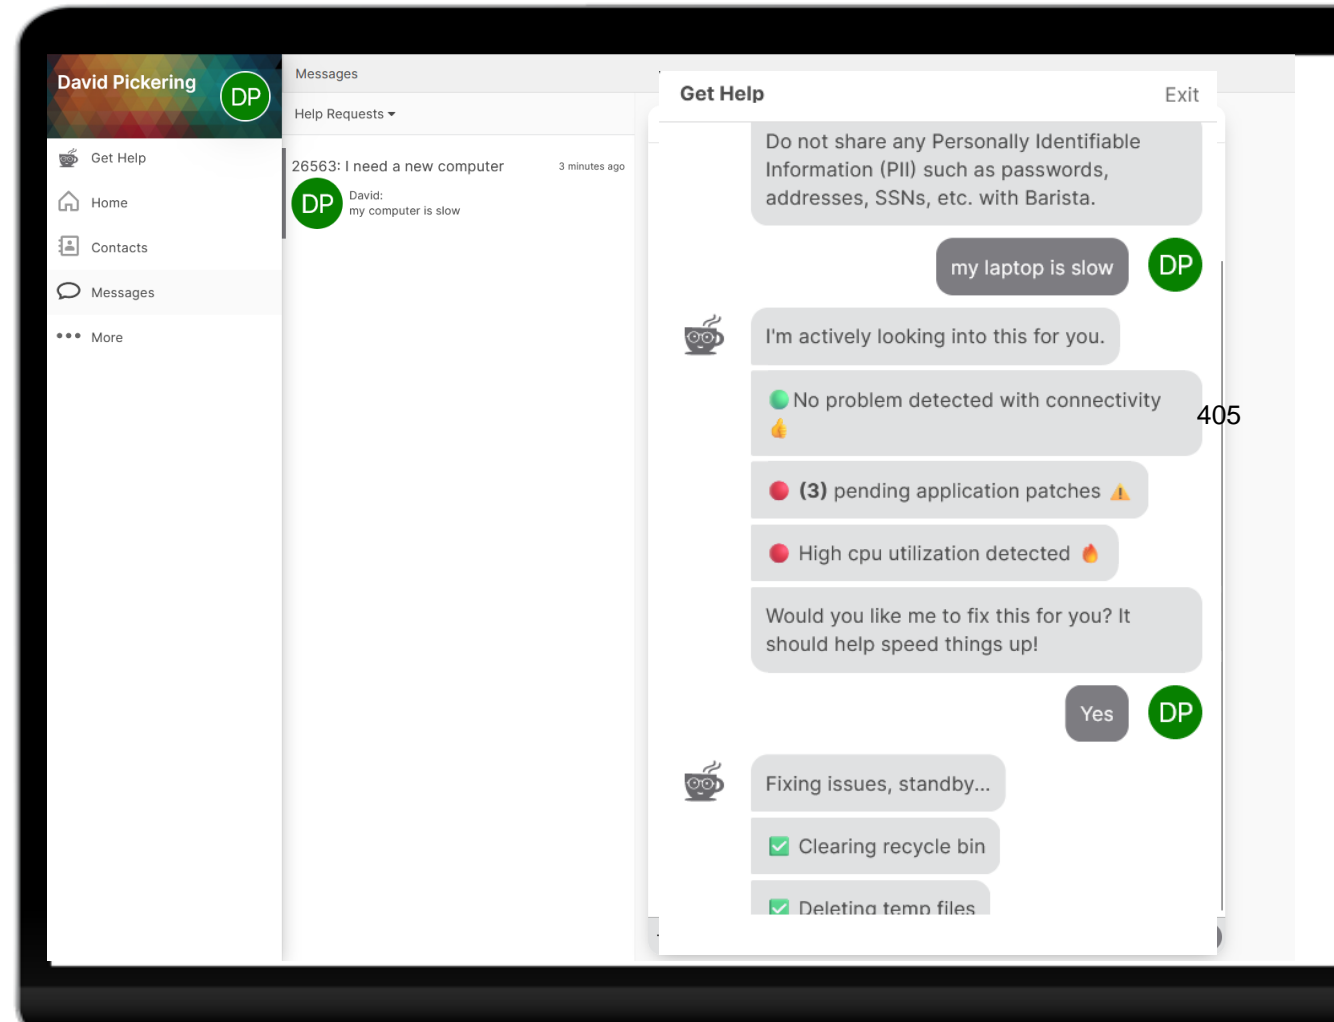 David Pickering
DP
Get Help
Home
Contacts
Messages
More
Messages
Help Requests
26563: I need a new computer
3 minutes ago
DP
David:
my computer is slow
Get Help
Exit
Do not share any Personally Identifiable
Information (PII) such as passwords,
addresses, SSNs, etc. with Barista.
my laptop is slow
DP
I'm actively looking into this for you.
No problem detected with connectivity
405
(3) pending application patches
High cpu utilization detected
Would you like me to fix this for you? It
should help speed things up!
Yes
DP
Fixing issues, standby...
Clearing recycle bin
Deleting temp files